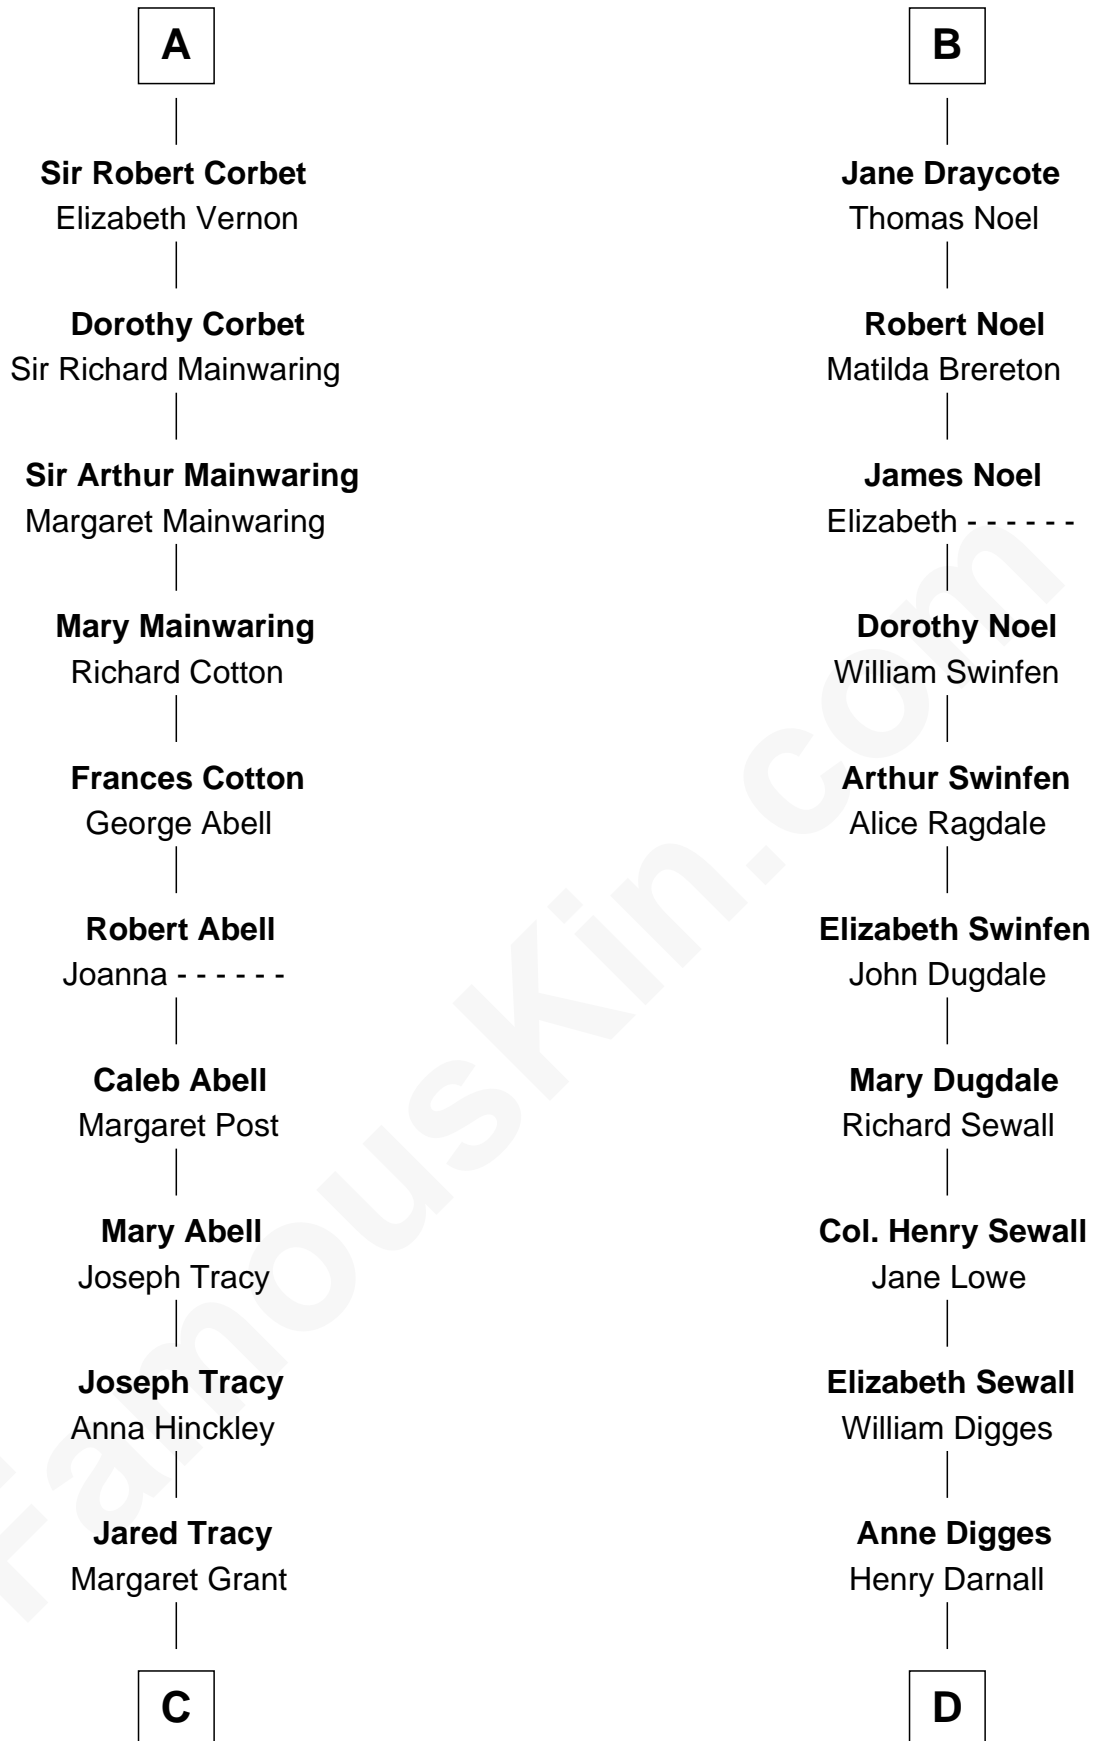 A
Sir Robert Corbet
Elizabeth Vernon
Dorothy Corbet
Sir Richard Mainwaring
Sir Arthur Mainwaring
Margaret Mainwaring
Mary Mainwaring
Richard Cotton
Frances Cotton
George Abell
Robert Abell
Joanna - - - - - -
Caleb Abell
Margaret Post
Mary Abell
Joseph Tracy
Joseph Tracy
Anna Hinckley
Jared Tracy
Margaret Grant
C
B
Jane Draycote
Thomas Noel
Robert Noel
Matilda Brereton
James Noel
Elizabeth - - - - - -
Dorothy Noel
William Swinfen
Arthur Swinfen
Alice Ragdale
Elizabeth Swinfen
John Dugdale
Mary Dugdale
Richard Sewall
Col. Henry Sewall
Jane Lowe
Elizabeth Sewall
William Digges
Anne Digges
Henry Darnall
D
FamousKin.com